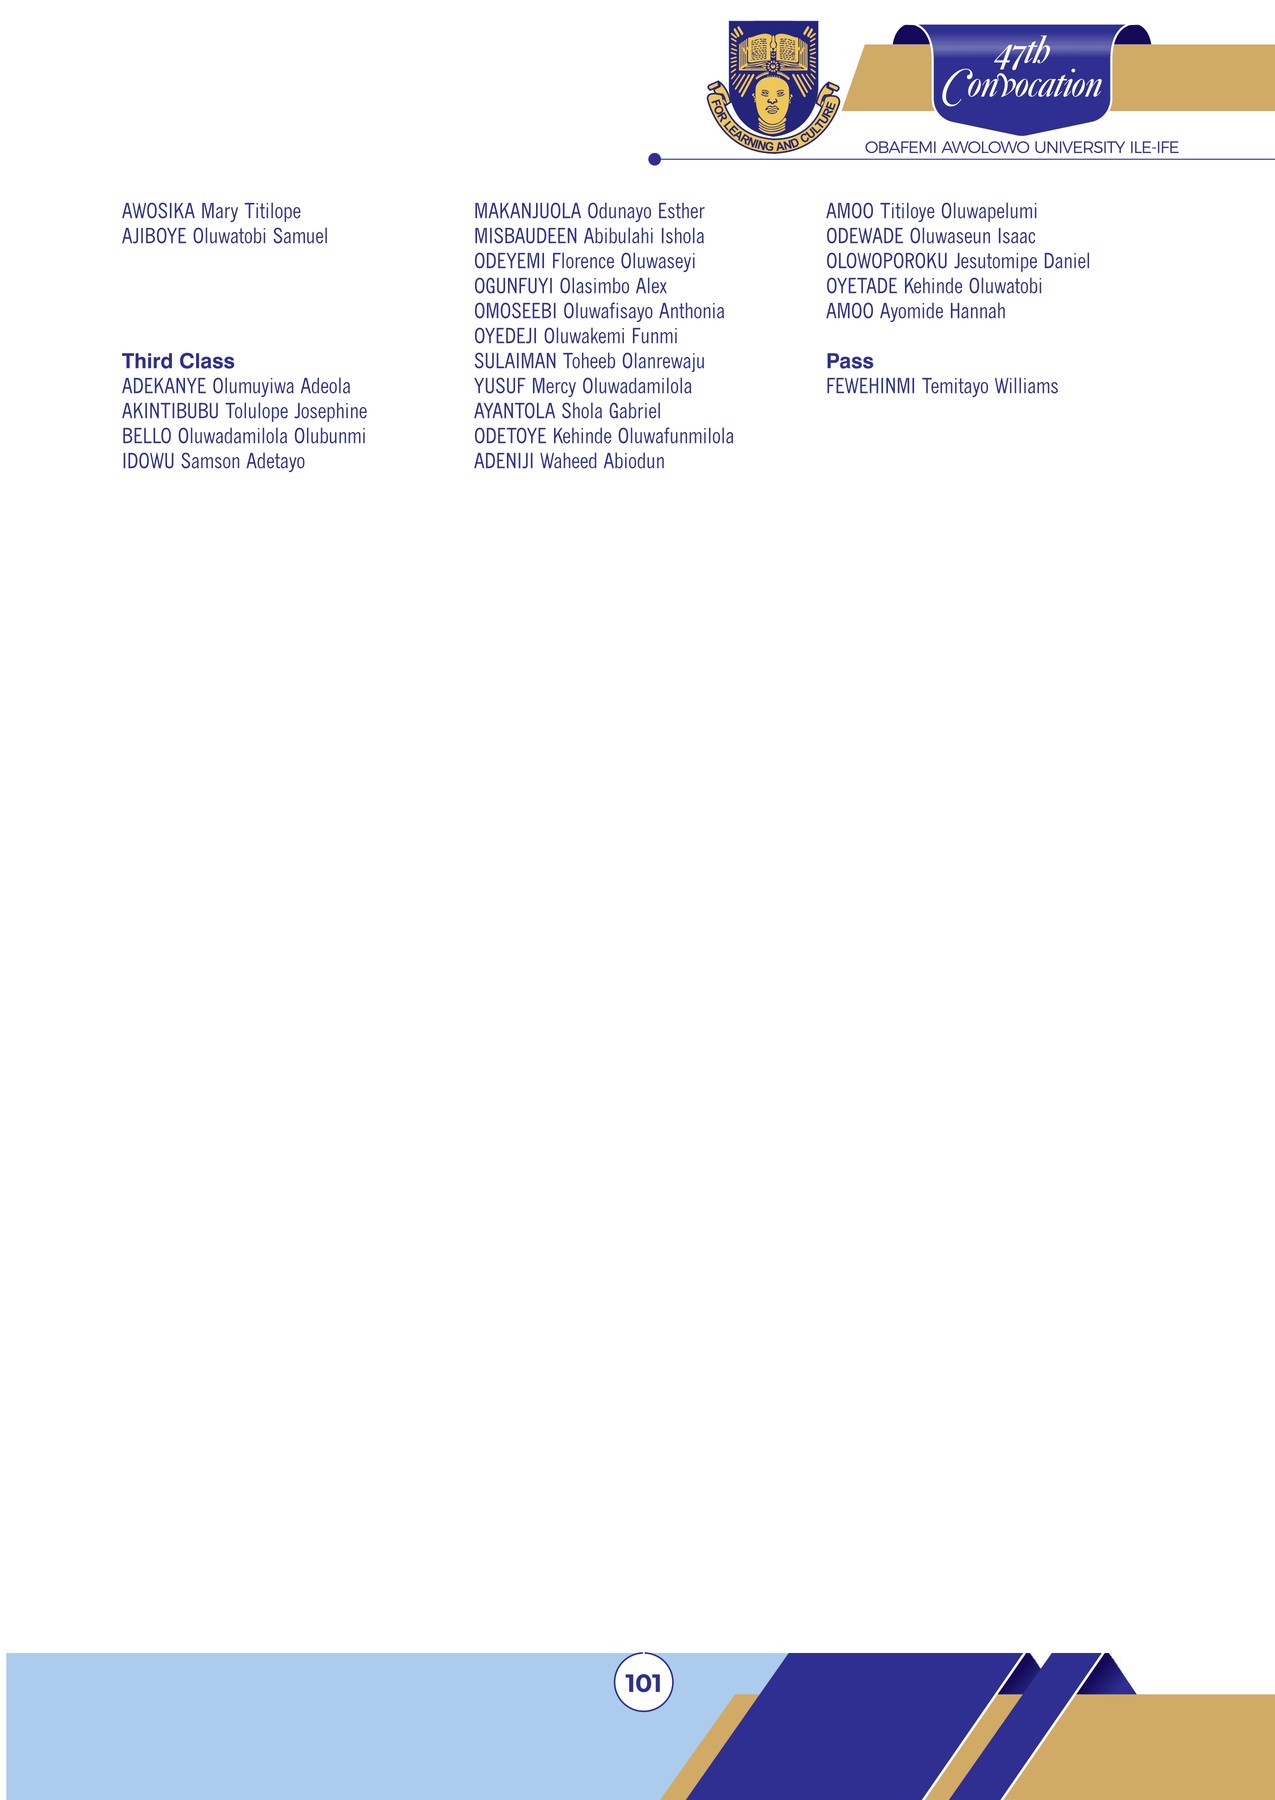 FOR LEARNING AND CULTURE
47th
Convocation
OBAFEMI AWOLOWO UNIVERSITY ILE-IFE
AWOSIKA Mary Titilope
AJIBOYE Oluwatobi Samuel
Third Class
ADEKANYE Olumuyiwa Adeola
AKINTIBUBU Tolulope Josephine
BELLO Oluwadamilola Olubunmi
IDOWU Samson Adetayo
MAKANJUOLA Odunayo Esther
MISBAUDEEN Abibulahi Ishola
ODEYEMI Florence Oluwaseyi
OGUNFUYI Olasimbo Alex
OMOSEEBI Oluwafisayo Anthonia
OYEDEJI Oluwakemi Funmi
SULAIMAN Toheeb Olanrewaju
YUSUF Mercy Oluwadamilola
AYANTOLA Shola Gabriel
ODETOYE Kehinde Oluwafunmilola
ADENIJI Waheed Abiodun
AMOO Titiloye Oluwapelumi
ODEWADE Oluwaseun Isaac
OLOWOPOROKU Jesutomipe Daniel
OYETADE Kehinde Oluwatobi
AMOO Ayomide Hannah
Pass
FEWEHINMI Temitayo Williams
101